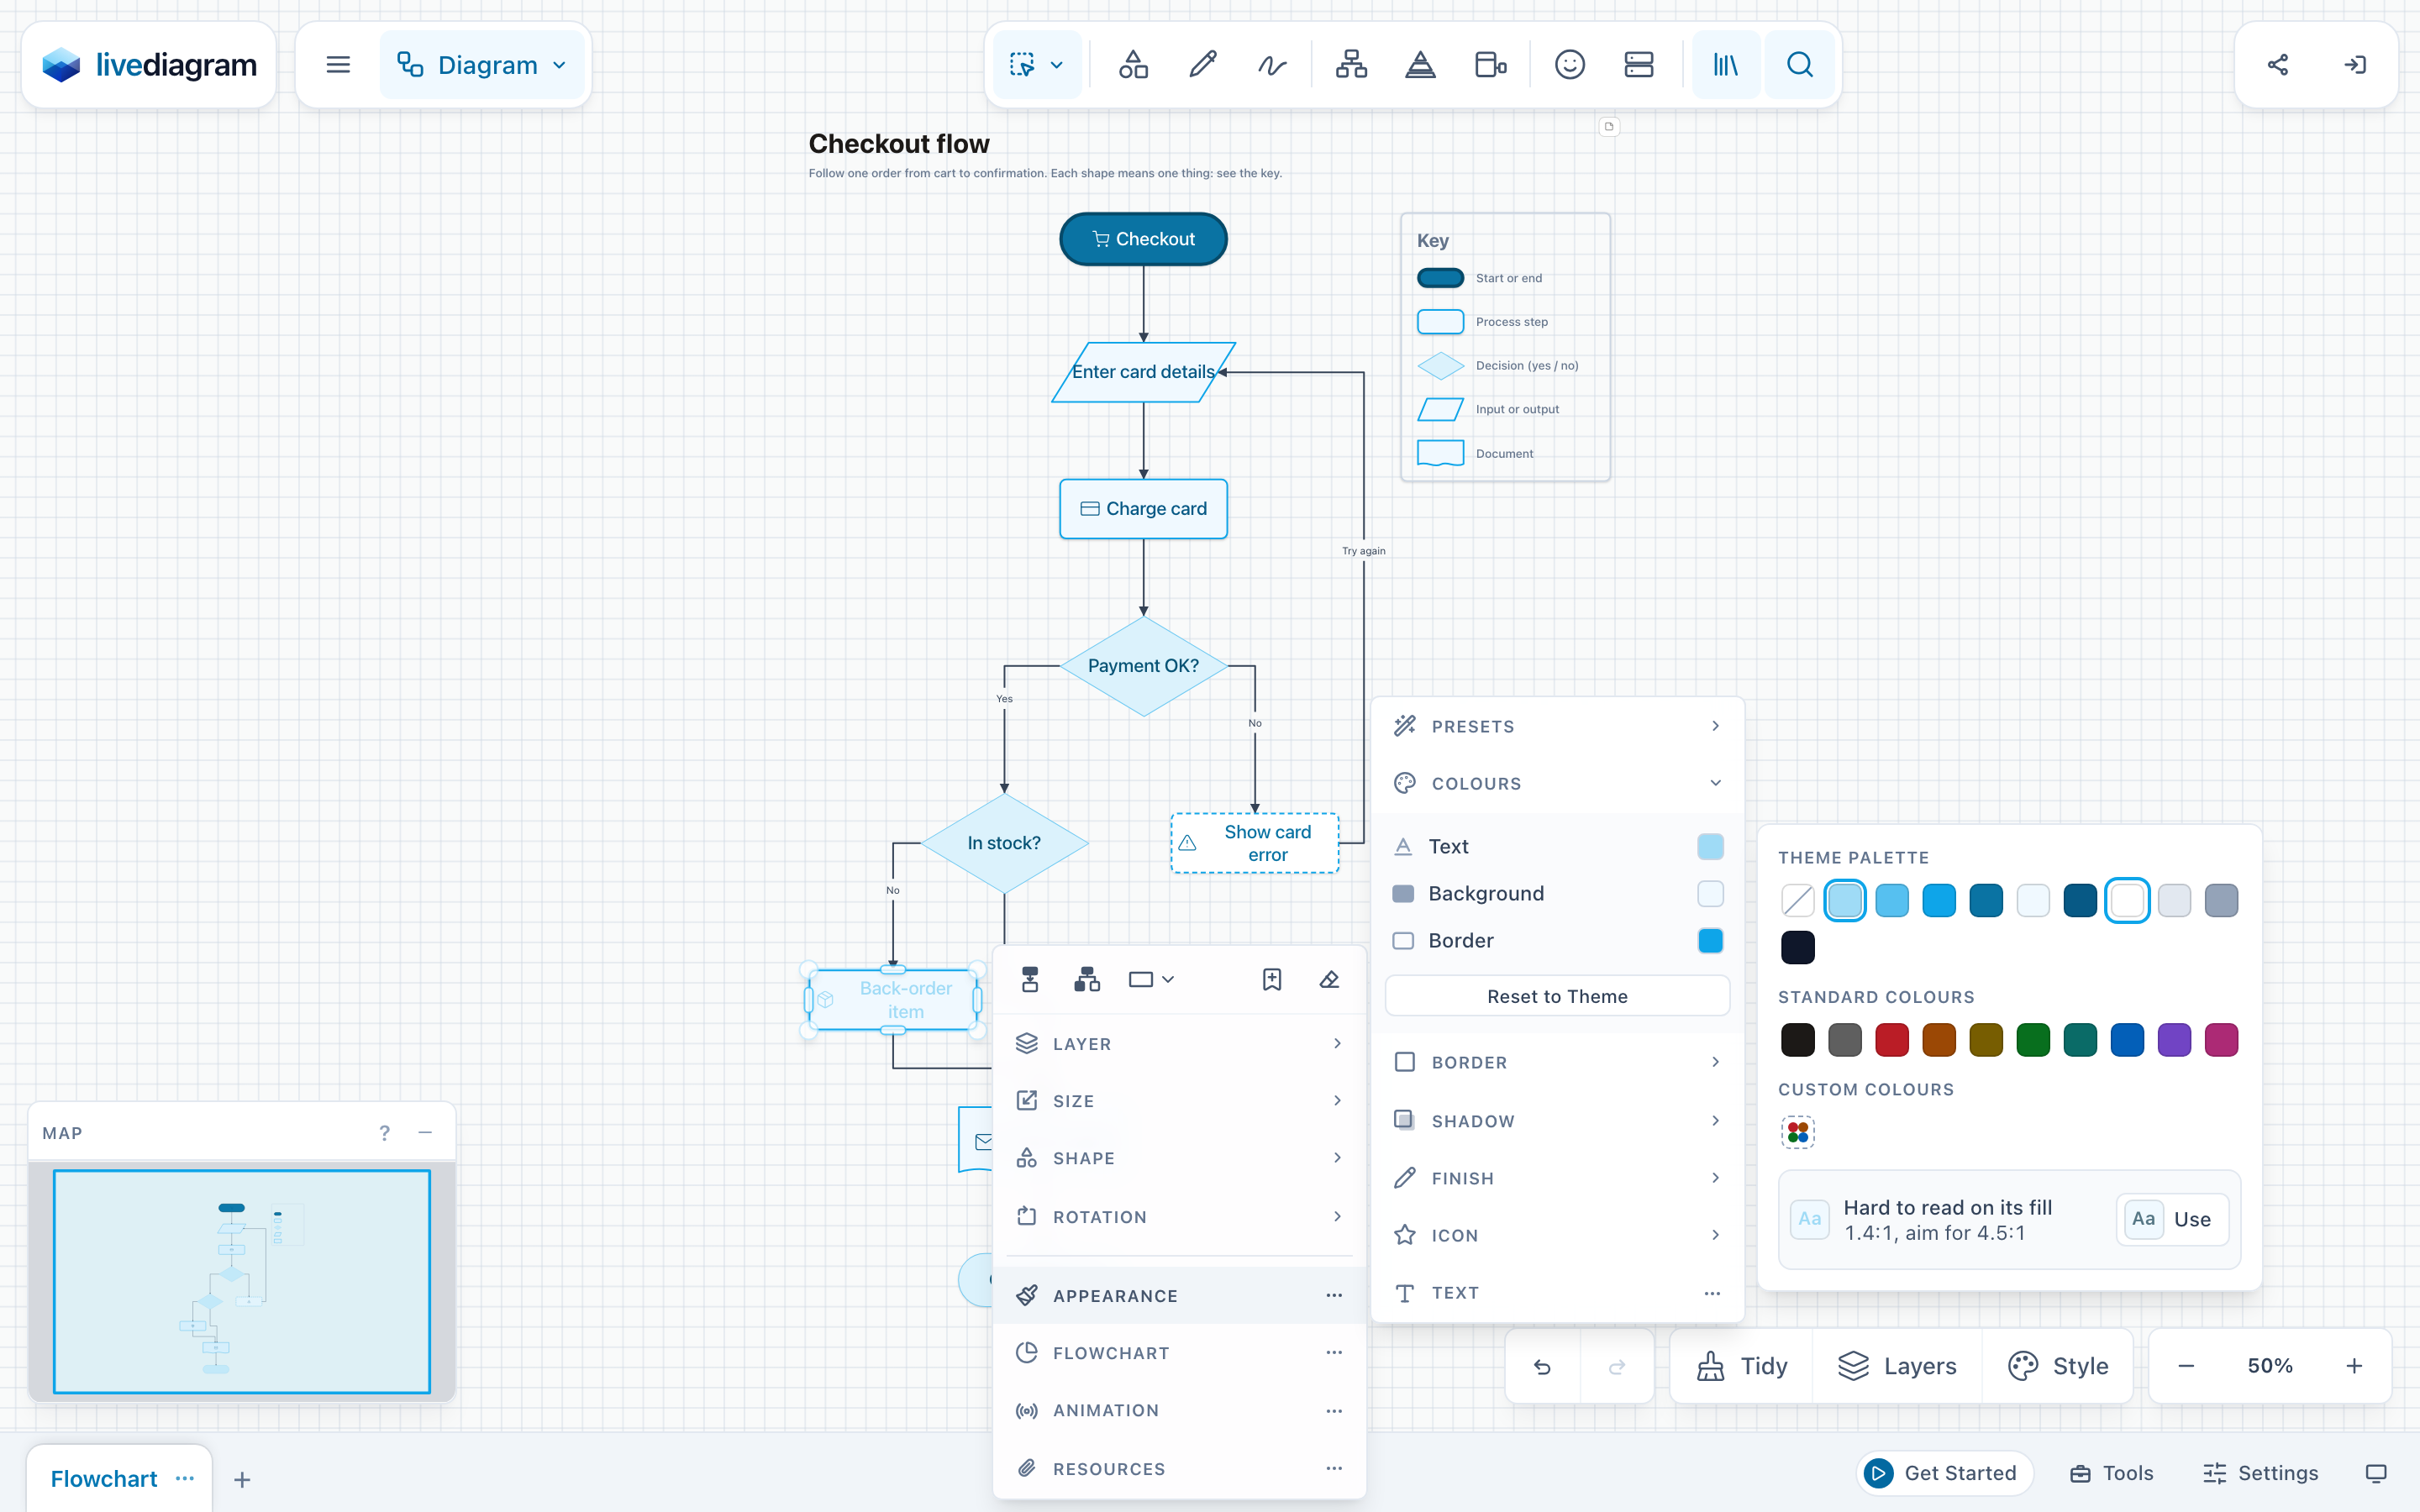 livediagram
Diagram
Checkout flow
Follow one order from cart to confirmation. Each shape means one thing: see the key.
Checkout
Enter card details
Charge card
Payment OK?
Yes
No
Try again
In stock?
No
Show card
error
Back-order
item
Key
Start or end
Process step
Decision (yes / no)
Input or output
Document
LAYER
SIZE
SHAPE
ROTATION
APPEARANCE
FLOWCHART
ANIMATION
RESOURCES
PRESETS
COLOURS
Text
Background
Border
Reset to Theme
BORDER
SHADOW
FINISH
ICON
TEXT
THEME PALETTE
STANDARD COLOURS
CUSTOM COLOURS
Aa
Hard to read on its fill
1.4:1, aim for 4.5:1
Aa Use
MAP
?
Tidy
Layers
Style
50%
Flowchart
Get Started
Tools
Settings